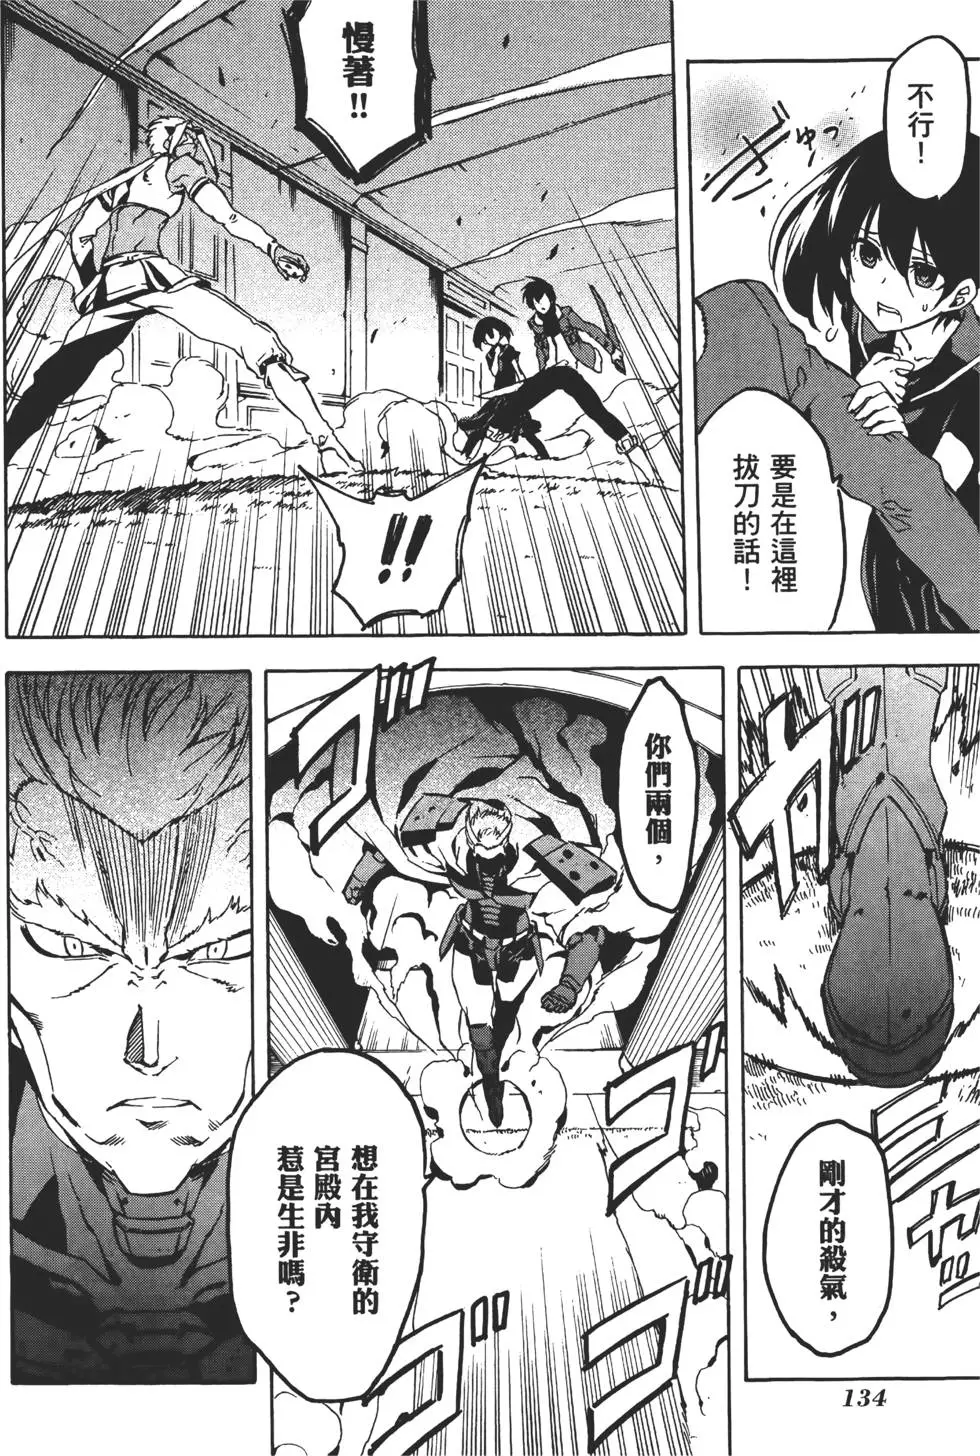 不行！
ぎゅっ
要是在這裡
拔刀的話！
慢著!!
!!
ザッ
剛才的殺氣，
你們兩個，
ゴゴゴゴゴ
想在我守衛的
宮殿內
惹是生非嗎？
134